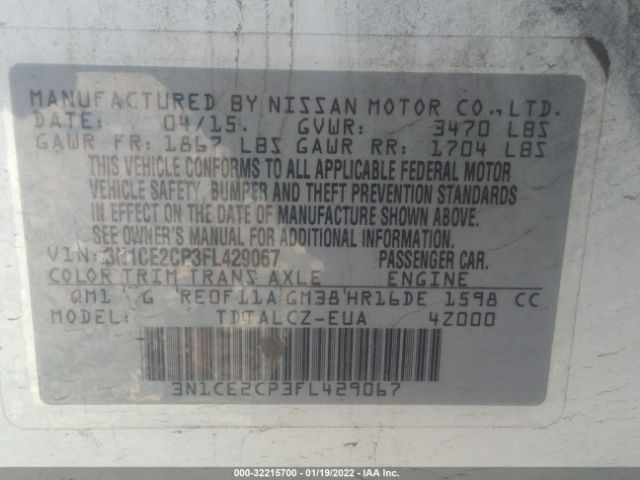 MANUFACTURED BY NISSAN MOTOR CO., LTD.
DATE: 04/15. GVWR: 3470 LBS
GAWR FR: 1867 LBS GAWR RR: 1704 LBS
THIS VEHICLE CONFORMS TO ALL APPLICABLE FEDERAL MOTOR
VEHICLE SAFETY, BUMPER AND THEFT PREVENTION STANDARDS
IN EFFECT ON THE DATE OF MANUFACTURE SHOWN ABOVE.
SEE OWNER'S MANUAL FOR ADDITIONAL INFORMATION
VIN: 3N1CE2CP3FL429067 PASSENGER CAR.
COLOR TRIM TRANS AXLE ENGINE
QM1 G RE0F11A GM38 HR16DE 1598 CC
MODEL: TDTALCZ-EUA 4Z000
3N1CE2CP3FL429067
000-32215700 - 01/19/2022 - IAA Inc.